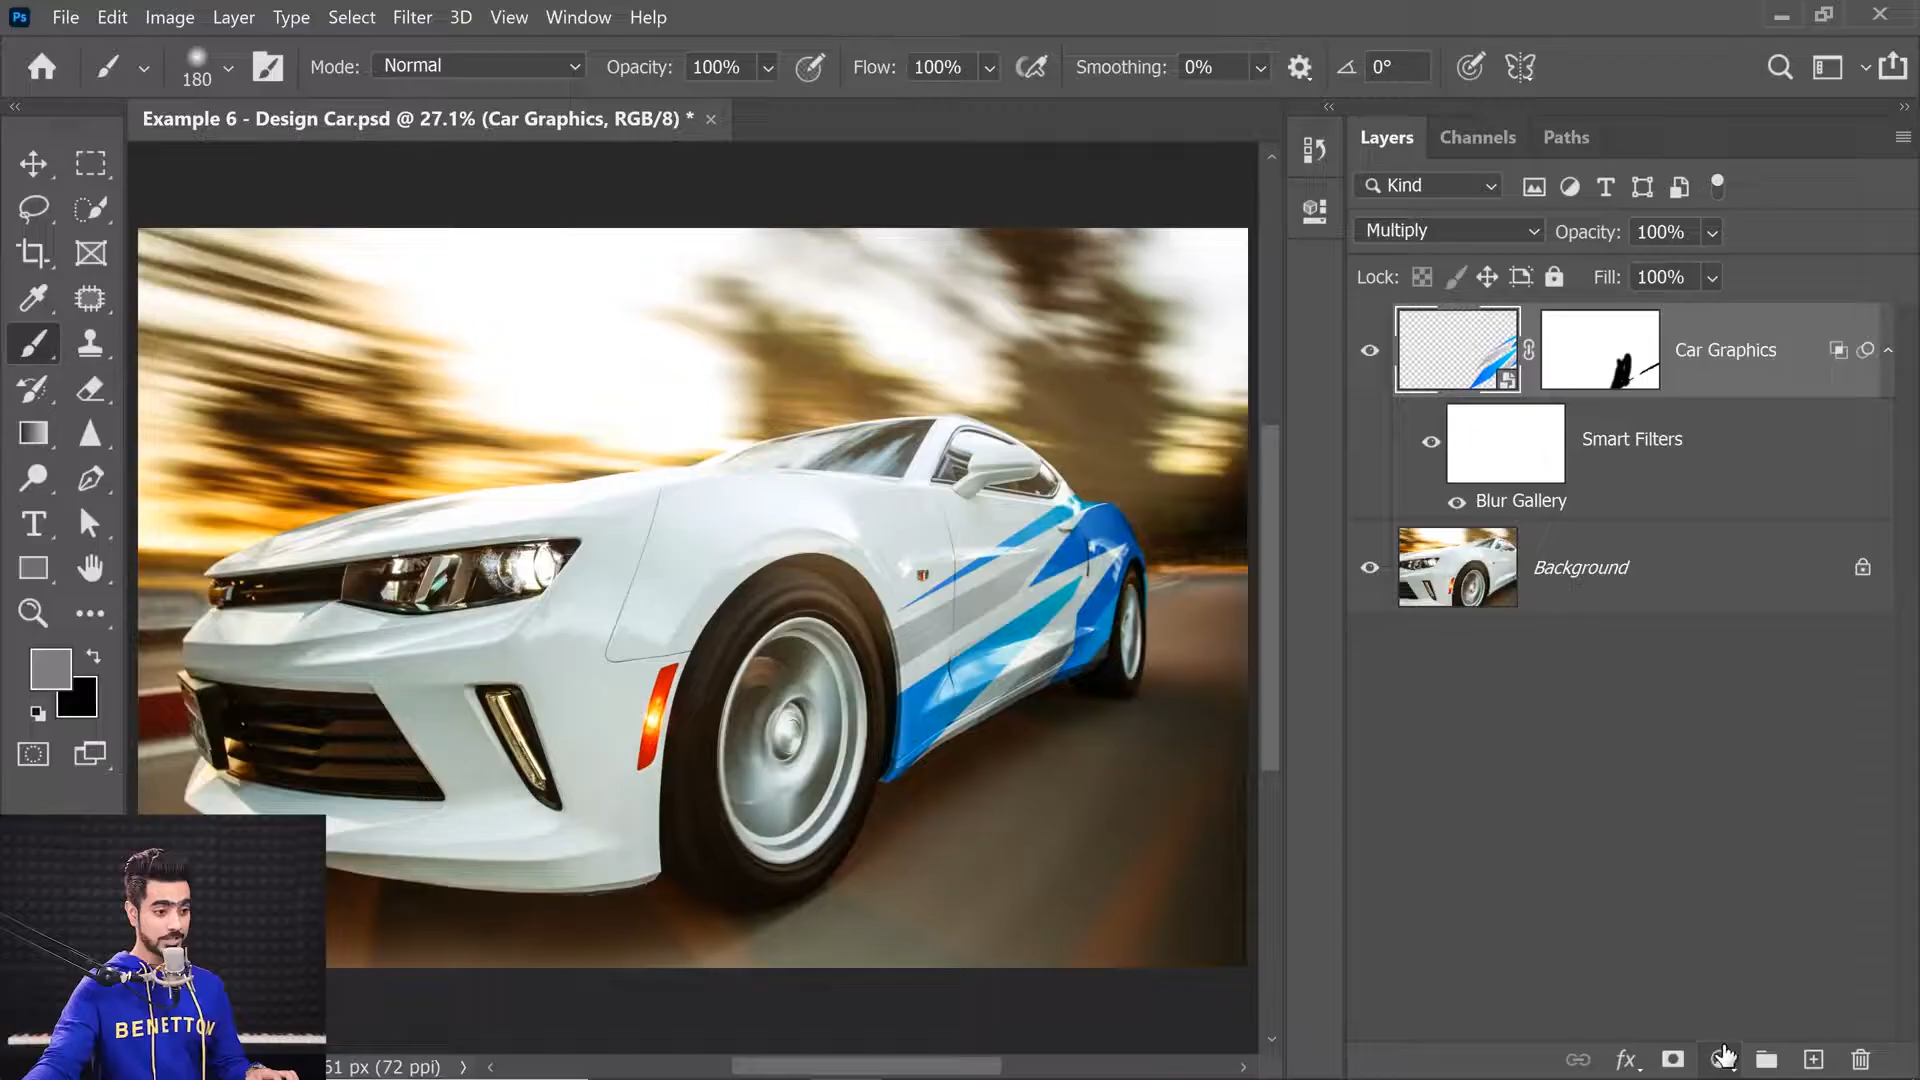 Ps File Edit Image Layer Type Select Filter 3D View Window Help
180 Mode: Normal Opacity: 100% Flow: 100% Smoothing: 0% 0°
Example 6 - Design Car.psd @ 27.1% (Car Graphics, RGB/8) *
Layers Channels Paths
Kind
Multiply Opacity: 100%
Lock: Fill: 100%
Car Graphics
Smart Filters
Blur Gallery
Background
BENETTON
51 px (72 ppi)
fx